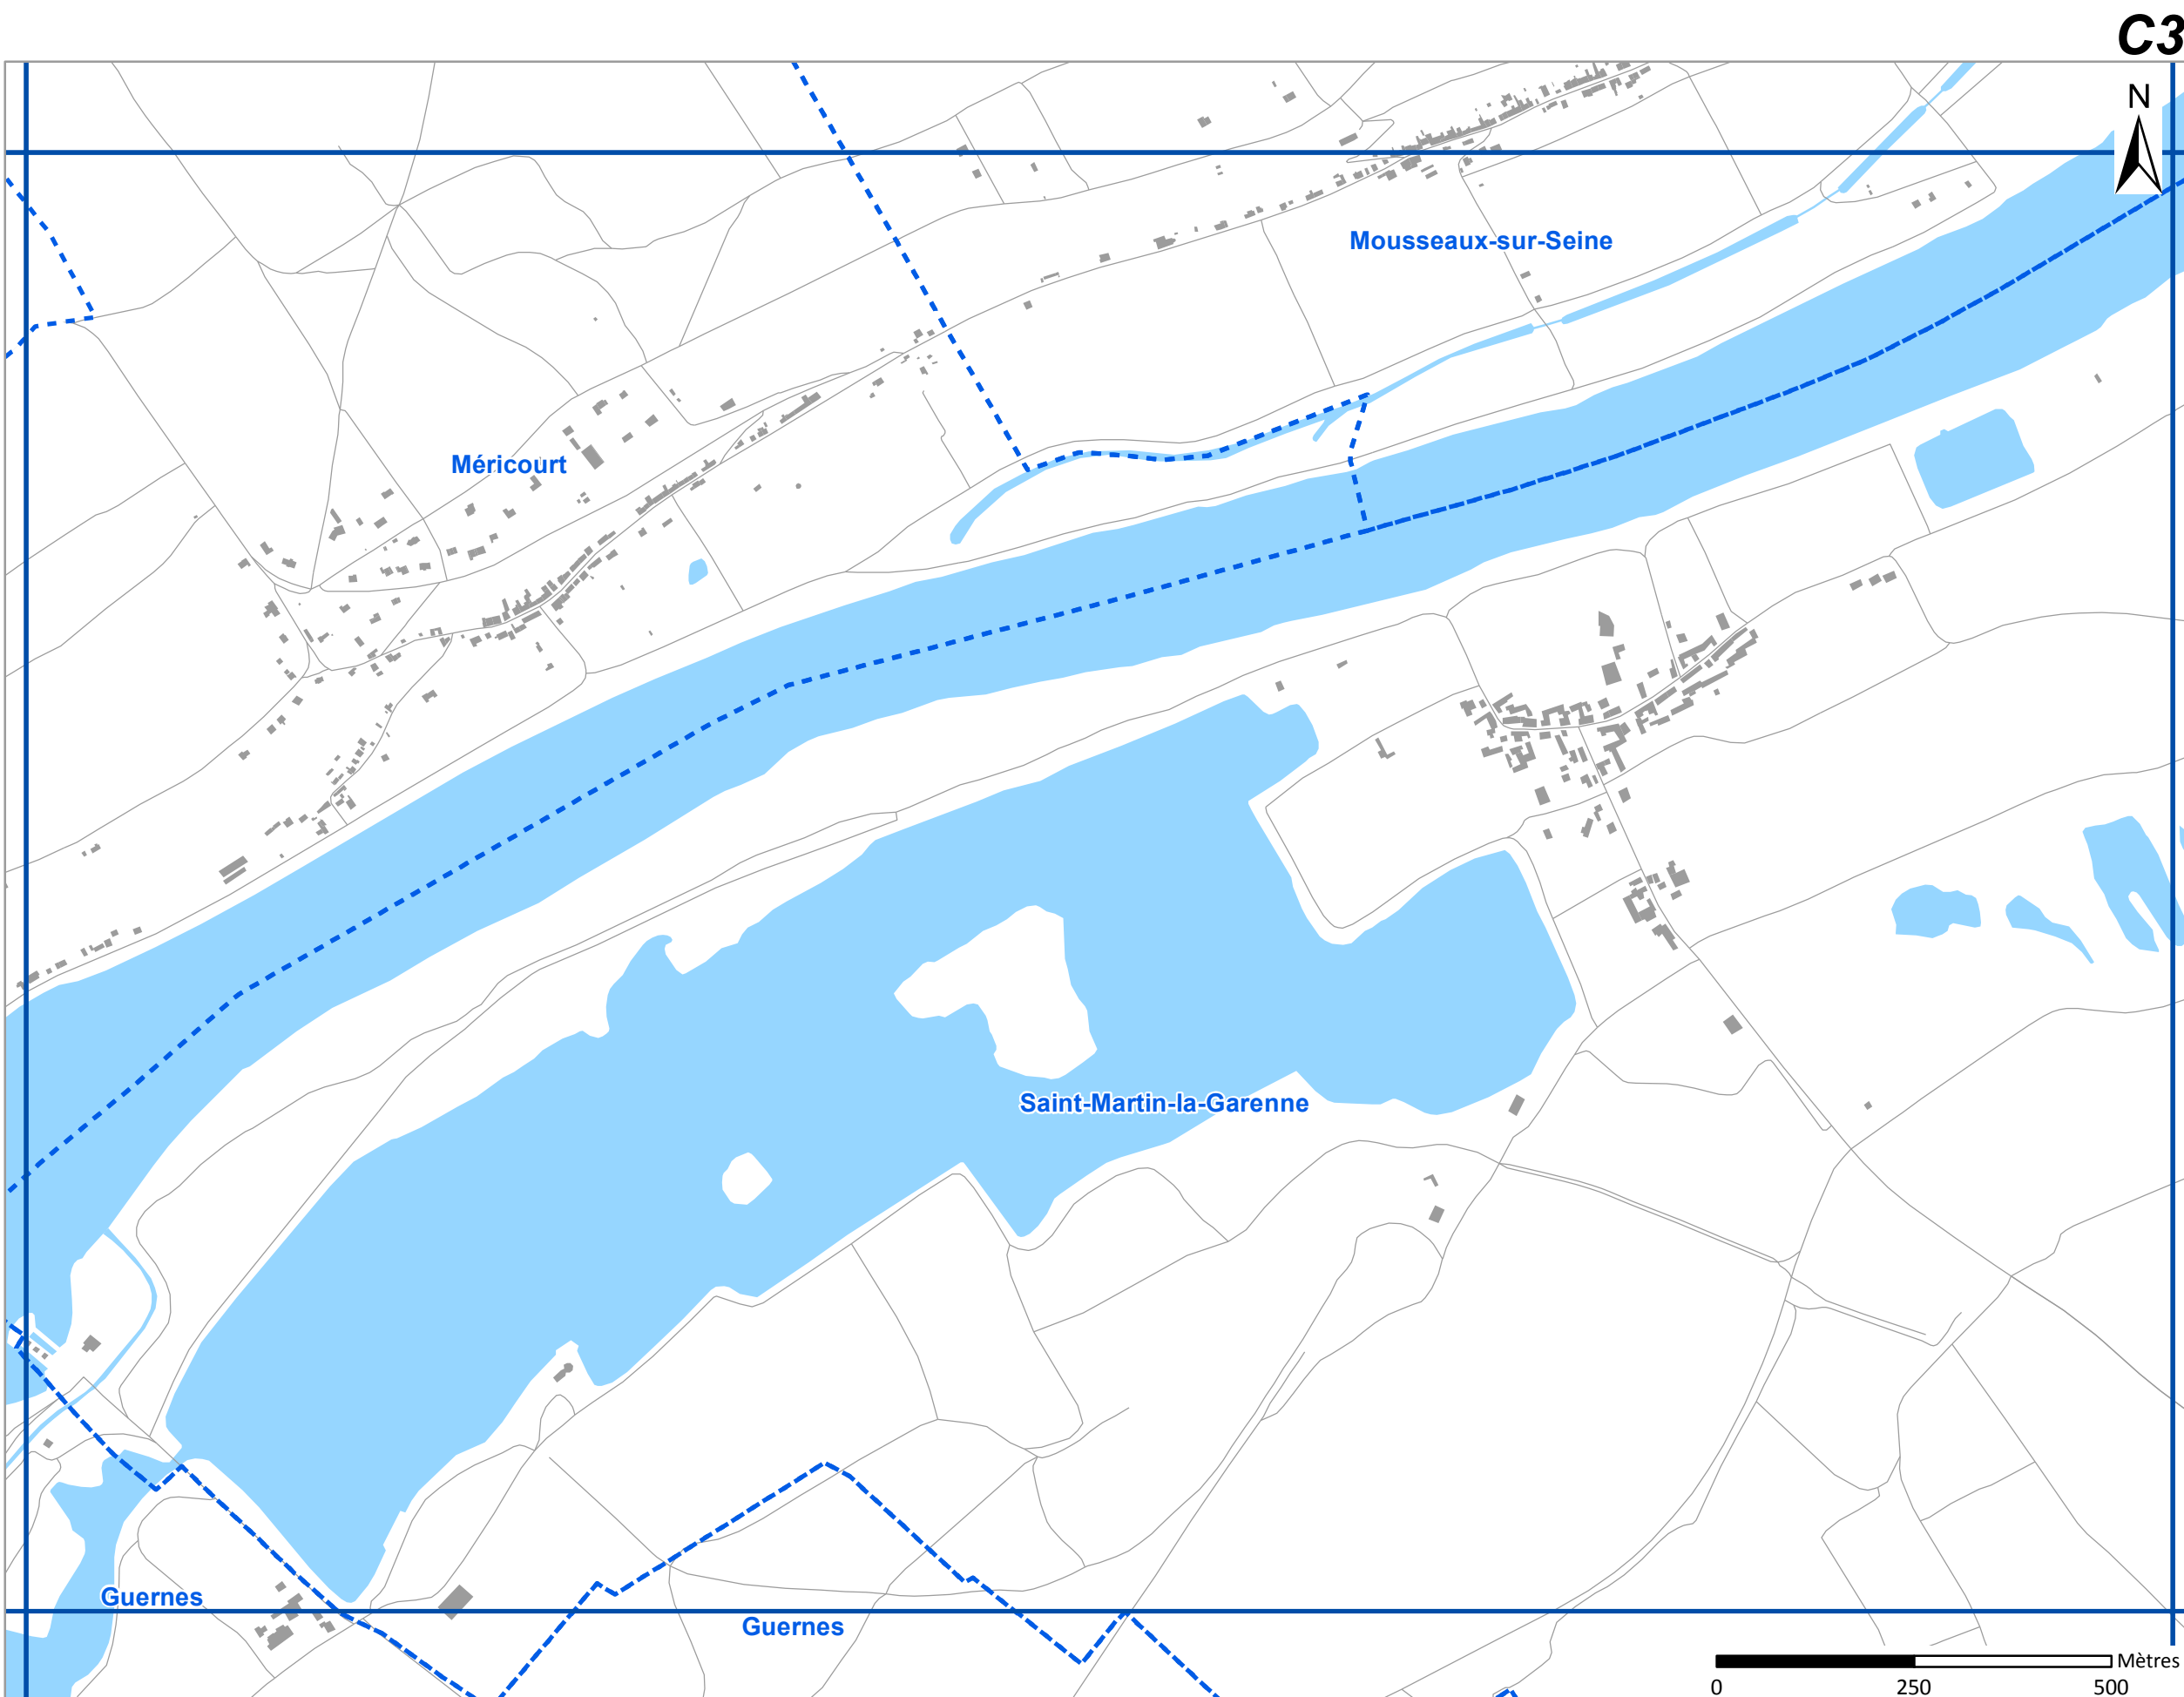 C3
N
Mousseaux-sur-Seine
Méricourt
Saint-Martin-la-Garenne
Guernes
Guernes
Mètres
0 250 500